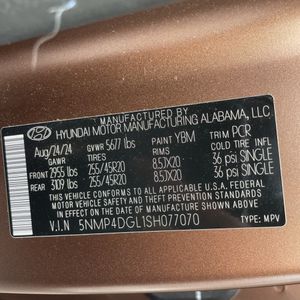 MANUFACTURED BY
HYUNDAI MOTOR MANUFACTURING ALABAMA, LLC
Aug/24/24 GVWR 5677 lbs PAINT YBM TRIM PCR
GAWR TIRES RIMS COLD TIRE INFL
FRONT 2955 lbs 255/45R20 8.5JX20 36 psi SINGLE
REAR 3109 lbs 255/45R20 8.5JX20 36 psi SINGLE
THIS VEHICLE CONFORMS TO ALL APPLICABLE U.S.A. FEDERAL
MOTOR VEHICLE SAFETY AND THEFT PREVENTION STANDARDS
IN EFFECT ON THE DATE OF MANUFACTURE SHOWN ABOVE.
V.I.N 5NMP4DGL1SH077070 TYPE: MPV